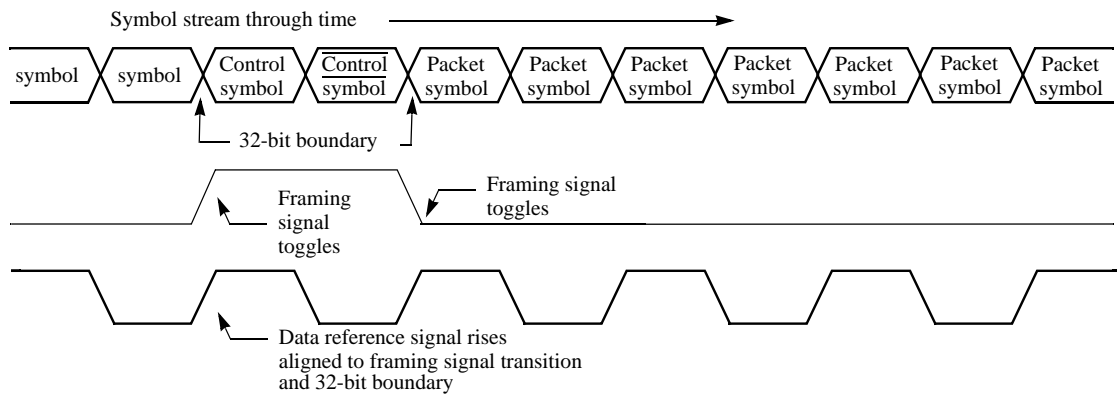 Symbol stream through time
symbol symbol Control Control Packet Packet Packet Packet Packet Packet Packet
symbol symbol symbol symbol symbol symbol symbol symbol symbol
32-bit boundary
Framing
signal
toggles
Framing signal
toggles
Data reference signal rises
aligned to framing signal transition
and 32-bit boundary